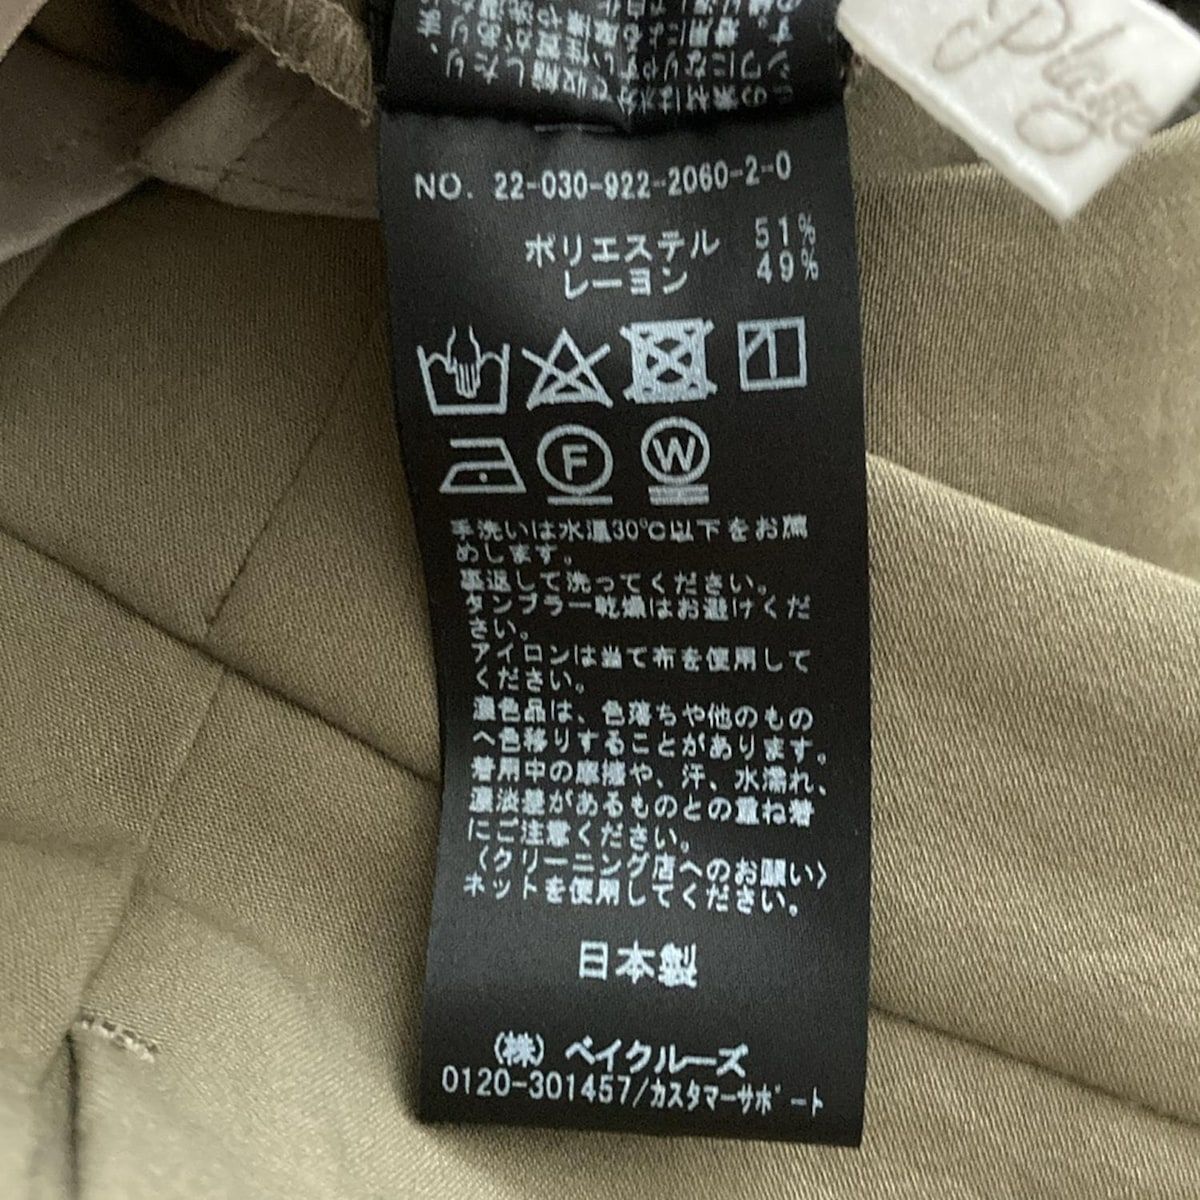 Plage
NO. 22-030-922-2060-2-0
ポリエステル 51%
レーヨン 49%
F W
手洗いは水温30℃以下をお薦
めします。
裏返して洗ってください。
タンブラー乾燥はお避けくだ
さい。
アイロンは当て布を使用して
ください。
濃色品は、色落ちや他のもの
へ色移りすることがあります。
着用中の摩擦や、汗、水濡れ、
濃淡差があるものとの重ね着
にご注意ください。
〈クリーニング店へのお願い〉
ネットを使用してください。
日本製
(株) ベイクルーズ
0120-301457/カスタマーサポート